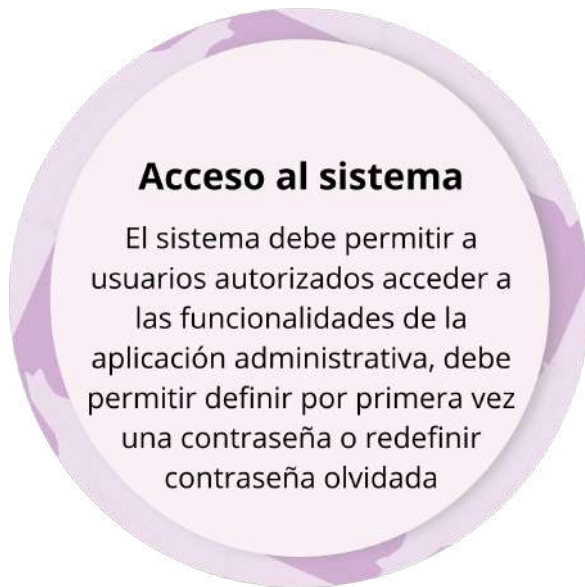 Acceso al sistema
El sistema debe permitir a
usuarios autorizados acceder a
las funcionalidades de la
aplicación administrativa, debe
permitir definir por primera vez
una contraseña o redefinir
contraseña olvidada